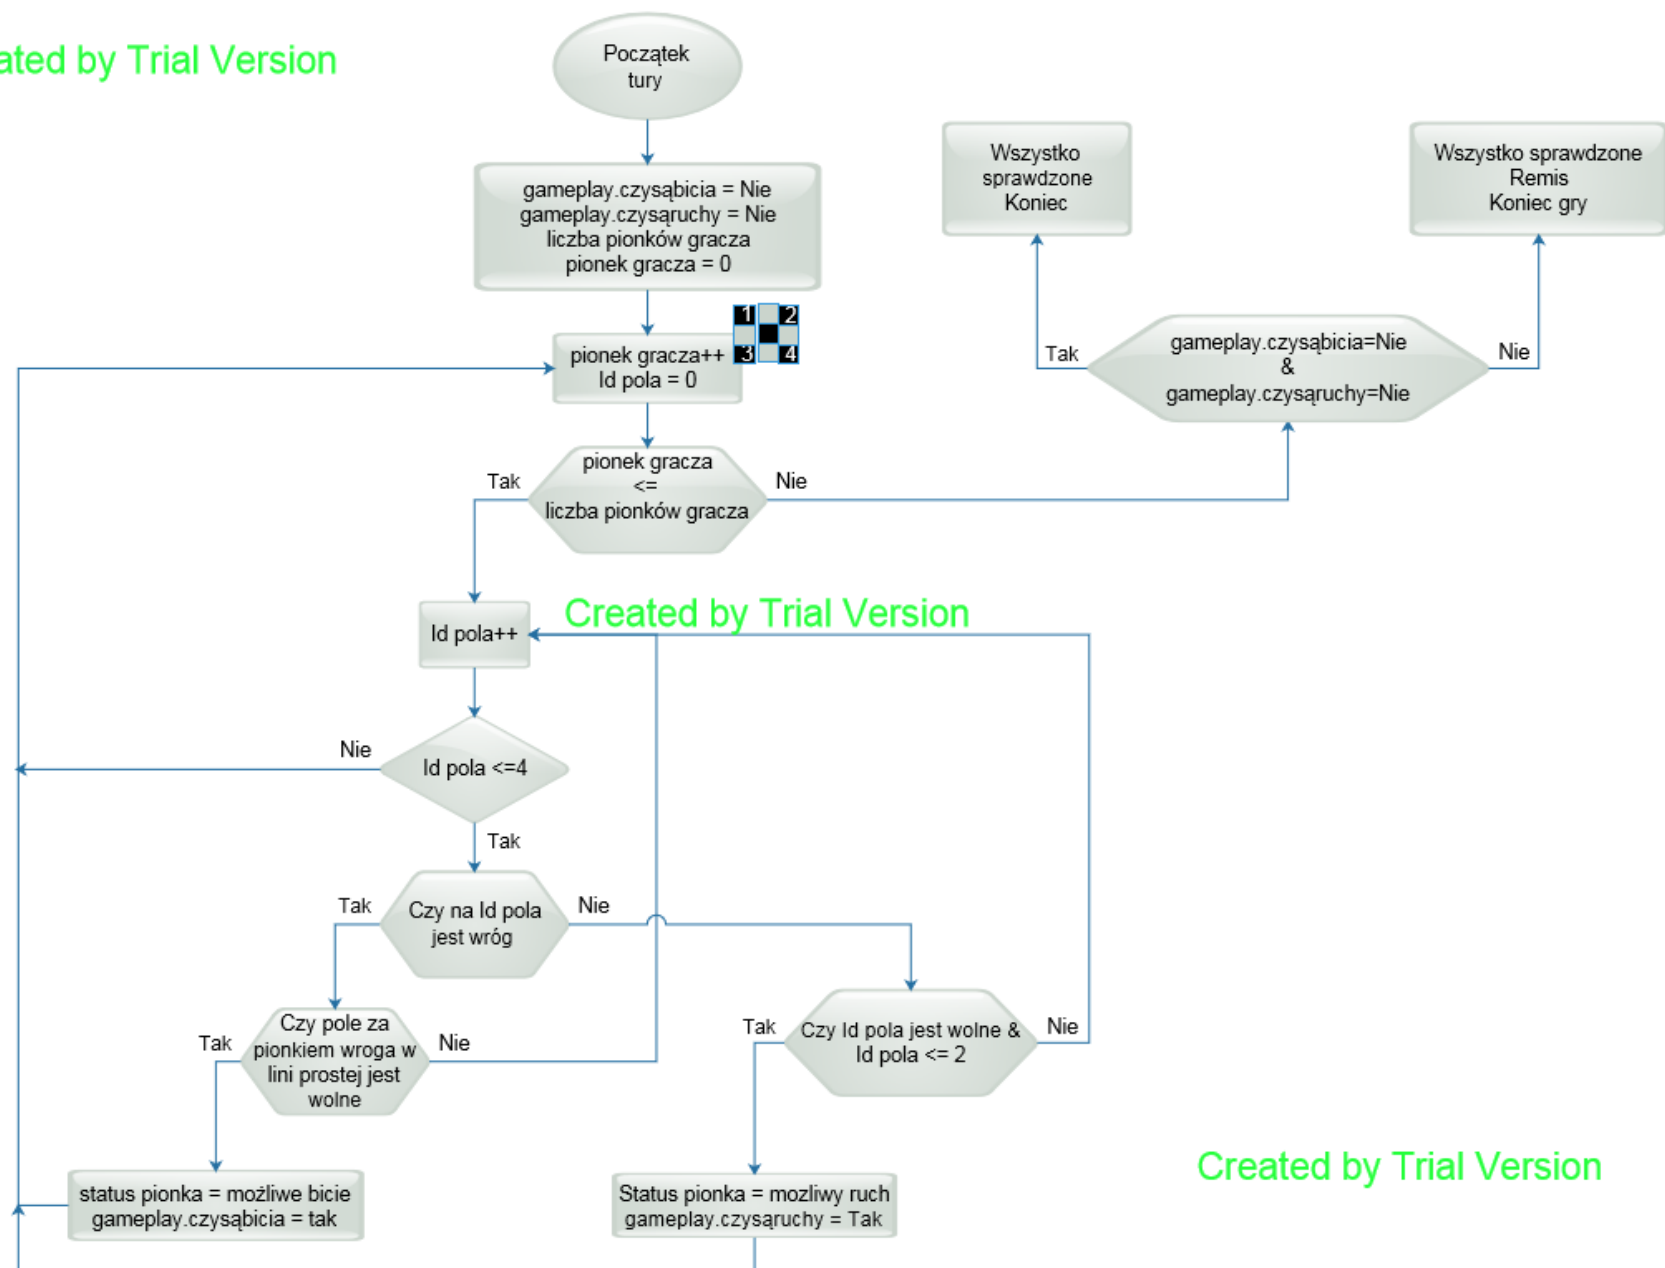 ated by Trial Version
Początek
tury
gameplay.czysąbicia = Nie
gameplay.czysąruchy = Nie
liczba pionków gracza
pionek gracza = 0
Wszystko
sprawdzone
Koniec
Wszystko sprawdzone
Remis
Koniec gry
1 2
3 4
pionek gracza++
Id pola = 0
Tak
gameplay.czysąbicia=Nie
&
gameplay.czysąruchy=Nie
Nie
Tak
pionek gracza
<=
liczba pionków gracza
Nie
Created by Trial Version
Id pola++
Nie
Id pola <=4
Tak
Tak
Czy na Id pola
jest wróg
Nie
Tak
Czy pole za
pionkiem wroga w
lini prostej jest
wolne
Nie
Tak
Czy Id pola jest wolne &
Id pola <= 2
Nie
status pionka = możliwe bicie
gameplay.czysąbicia = tak
Status pionka = mozliwy ruch
gameplay.czysąruchy = Tak
Created by Trial Version